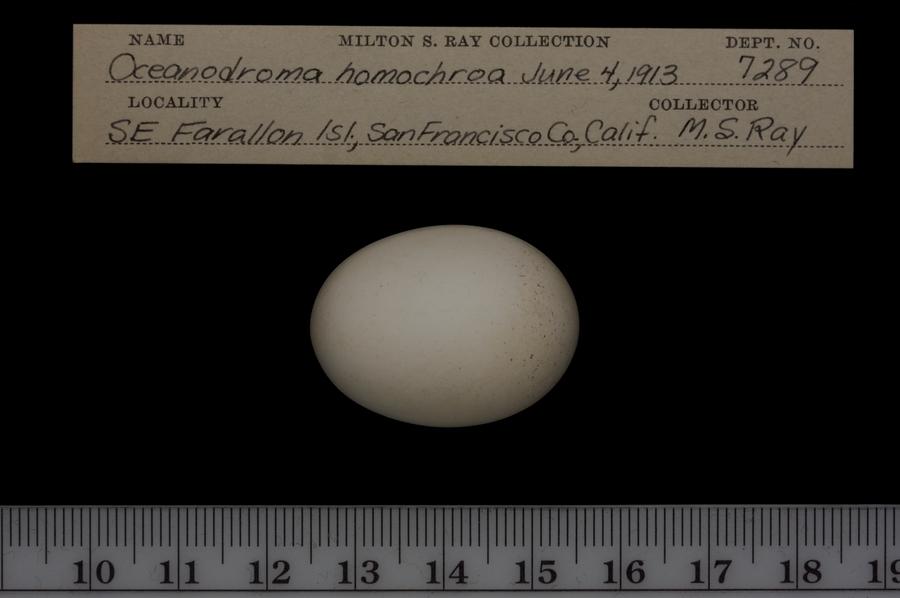 NAME MILTON S. RAY COLLECTION DEPT. NO.
Oceanodroma homochroa June 4, 1913 7289
LOCALITY COLLECTOR
SE Farallon Isl., San Francisco Co., Calif. M. S. Ray
10 11 12 13 14 15 16 17 18 19